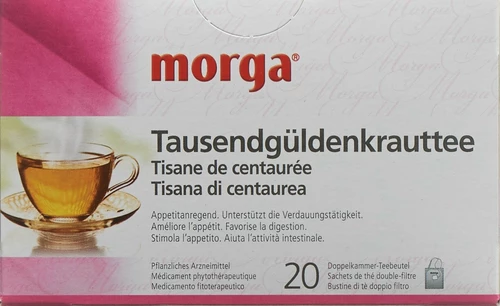 morga®
Tausendgüldenkrauttee
Tisane de centaurée
Tisana di centaurea
Appetitanregend. Unterstützt die Verdauungstätigkeit.
Améliore l'appétit. Favorise la digestion.
Stimola l'appetito. Aiuta l'attività intestinale.
Pflanzliches Arzneimittel
Médicament phytothérapeutique
Medicamento fitoterapeutico
20
Doppelkammer-Teebeutel
Sachets de thé double-filtre
Bustine di tè doppio filtro